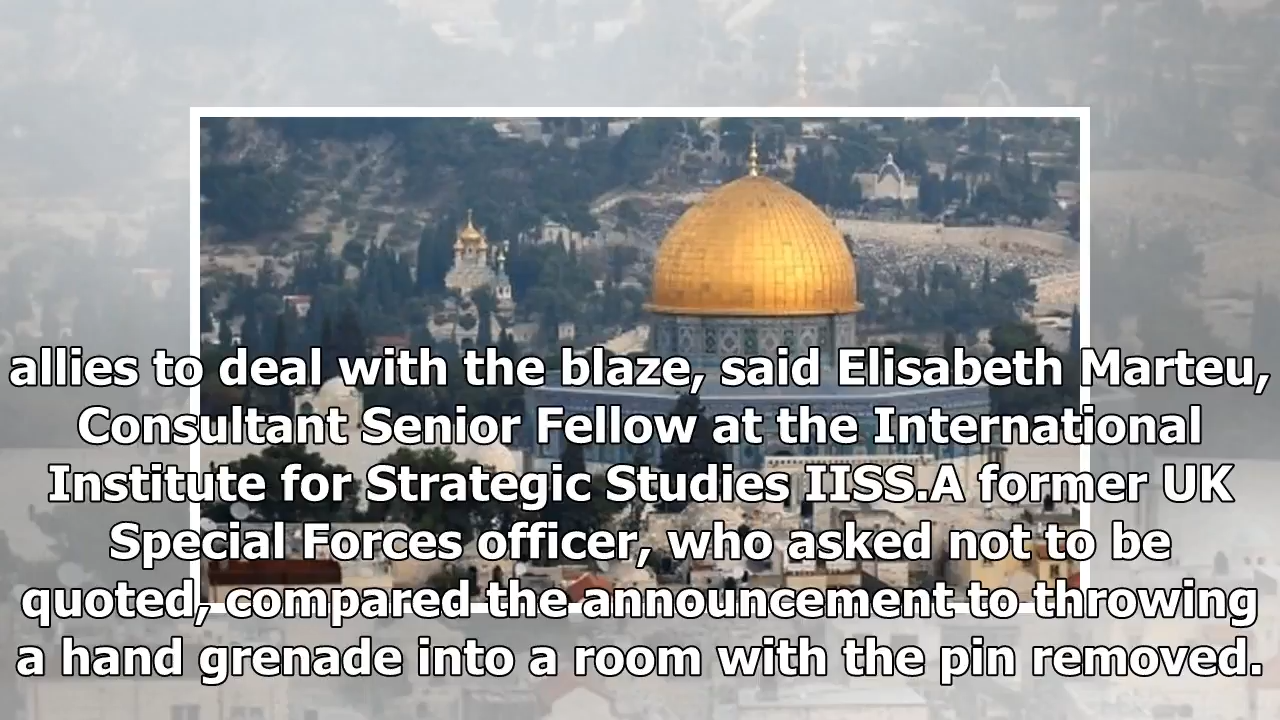 allies to deal with the blaze, said Elisabeth Marteu,
Consultant Senior Fellow at the International
Institute for Strategic Studies IISS.A former UK
Special Forces officer, who asked not to be
quoted, compared the announcement to throwing
a hand grenade into a room with the pin removed.